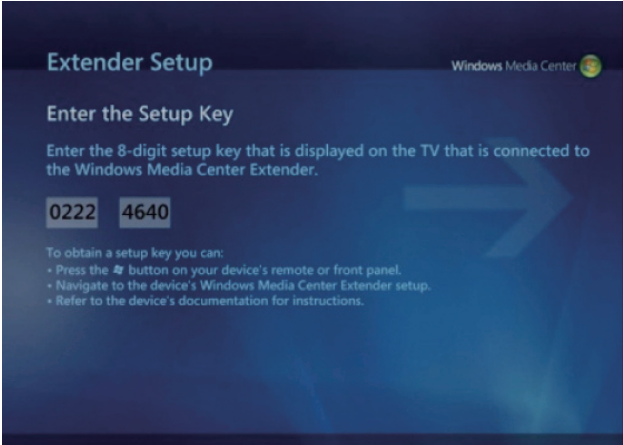 Extender Setup
Windows Media Center
Enter the Setup Key
Enter the 8-digit setup key that is displayed on the TV that is connected to
the Windows Media Center Extender.
0222 4640
To obtain a setup key you can:
• Press the button on your device's remote or front panel.
• Navigate to the device's Windows Media Center Extender setup.
• Refer to the device's documentation for instructions.